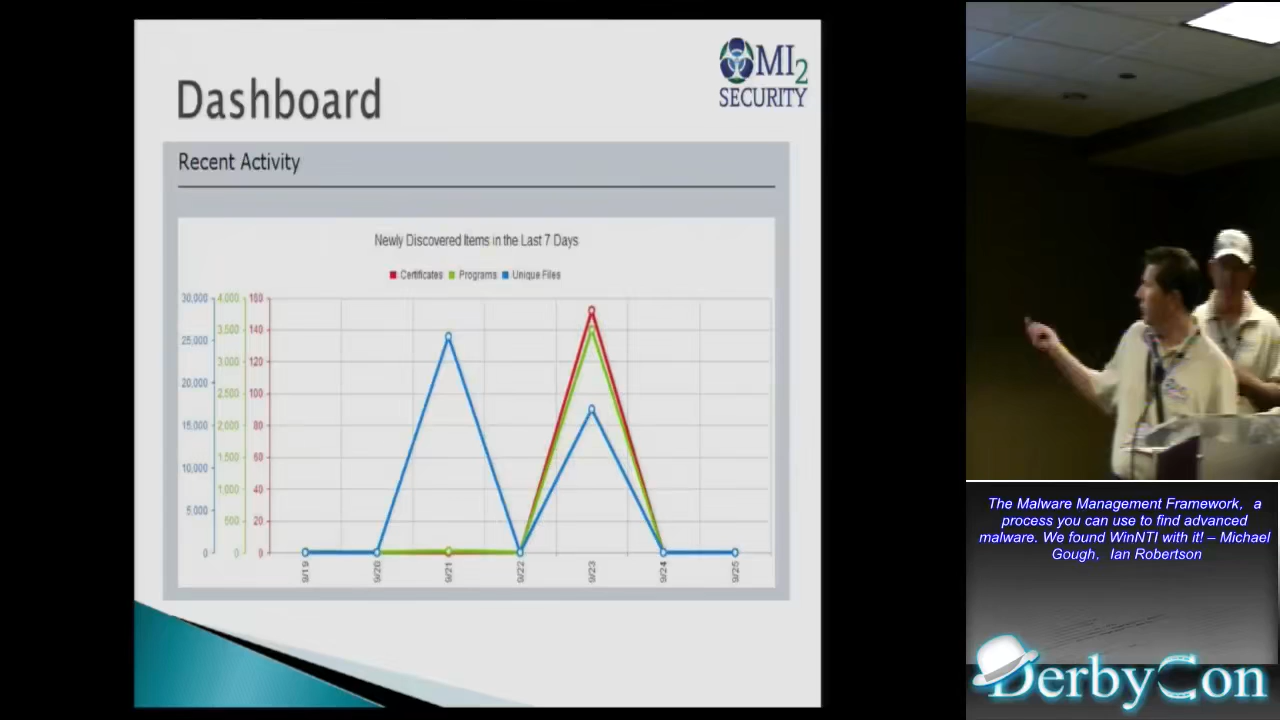 Dashboard
MI2
SECURITY
Recent Activity
Newly Discovered Items in the Last 7 Days
Certificates Programs Unique Files
30,000 4,000 160
25,000 3,500 140
3,000 120
20,000 2,500 100
15,000 2,000 80
1,500 60
10,000 1,000 40
5,000 500 20
0 0 0
9/19 9/20 9/21 9/22 9/23 9/24 9/25
The Malware Management Framework, a
process you can use to find advanced
malware. We found WinNTI with it! – Michael
Gough, Ian Robertson
DerbyCon